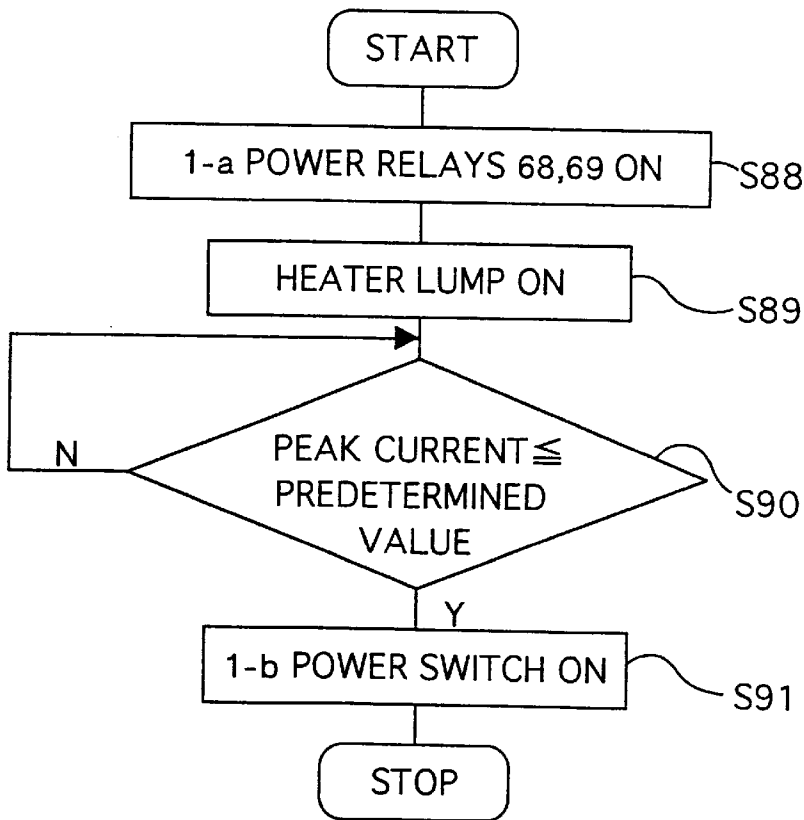 START
1-a POWER RELAYS 68,69 ON
S88
HEATER LUMP ON
S89
N
PEAK CURRENT≦
PREDETERMINED
VALUE
S90
Y
1-b POWER SWITCH ON
S91
STOP